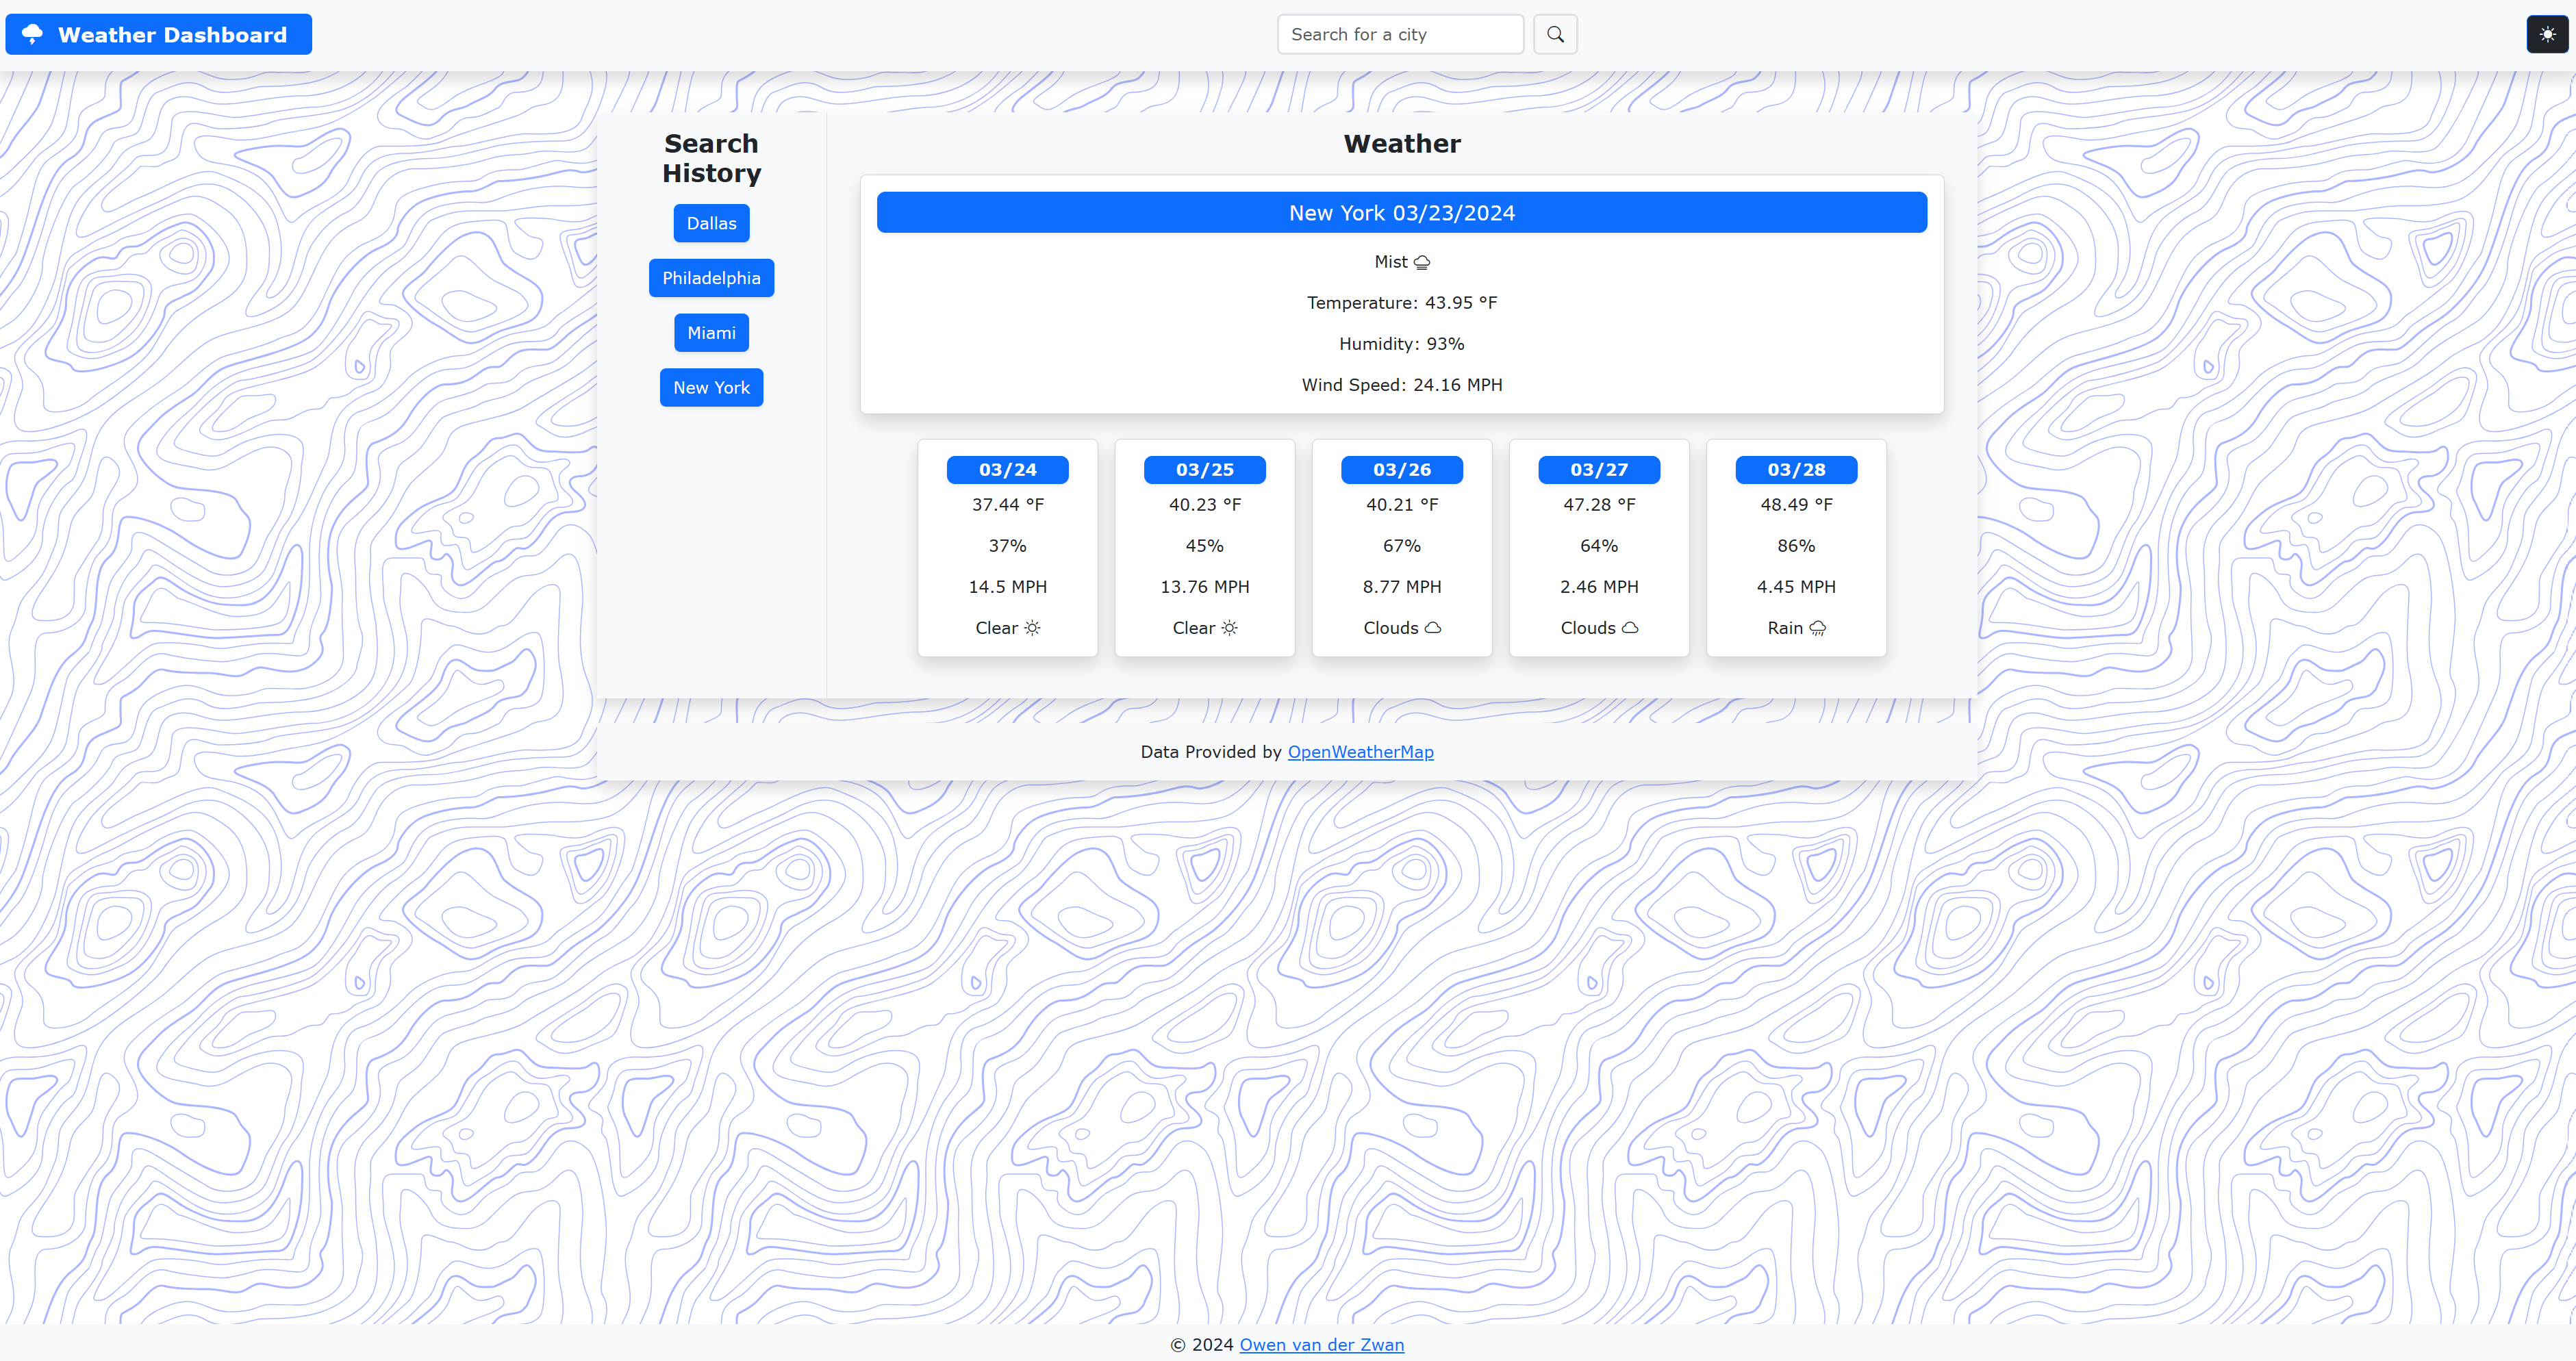 Weather Dashboard
Search for a city
Search
History
Dallas
Philadelphia
Miami
New York
Weather
New York 03/23/2024
Mist
Temperature: 43.95 °F
Humidity: 93%
Wind Speed: 24.16 MPH
03/24
37.44 °F
37%
14.5 MPH
Clear
03/25
40.23 °F
45%
13.76 MPH
Clear
03/26
40.21 °F
67%
8.77 MPH
Clouds
03/27
47.28 °F
64%
2.46 MPH
Clouds
03/28
48.49 °F
86%
4.45 MPH
Rain
Data Provided by OpenWeatherMap
© 2024 Owen van der Zwan